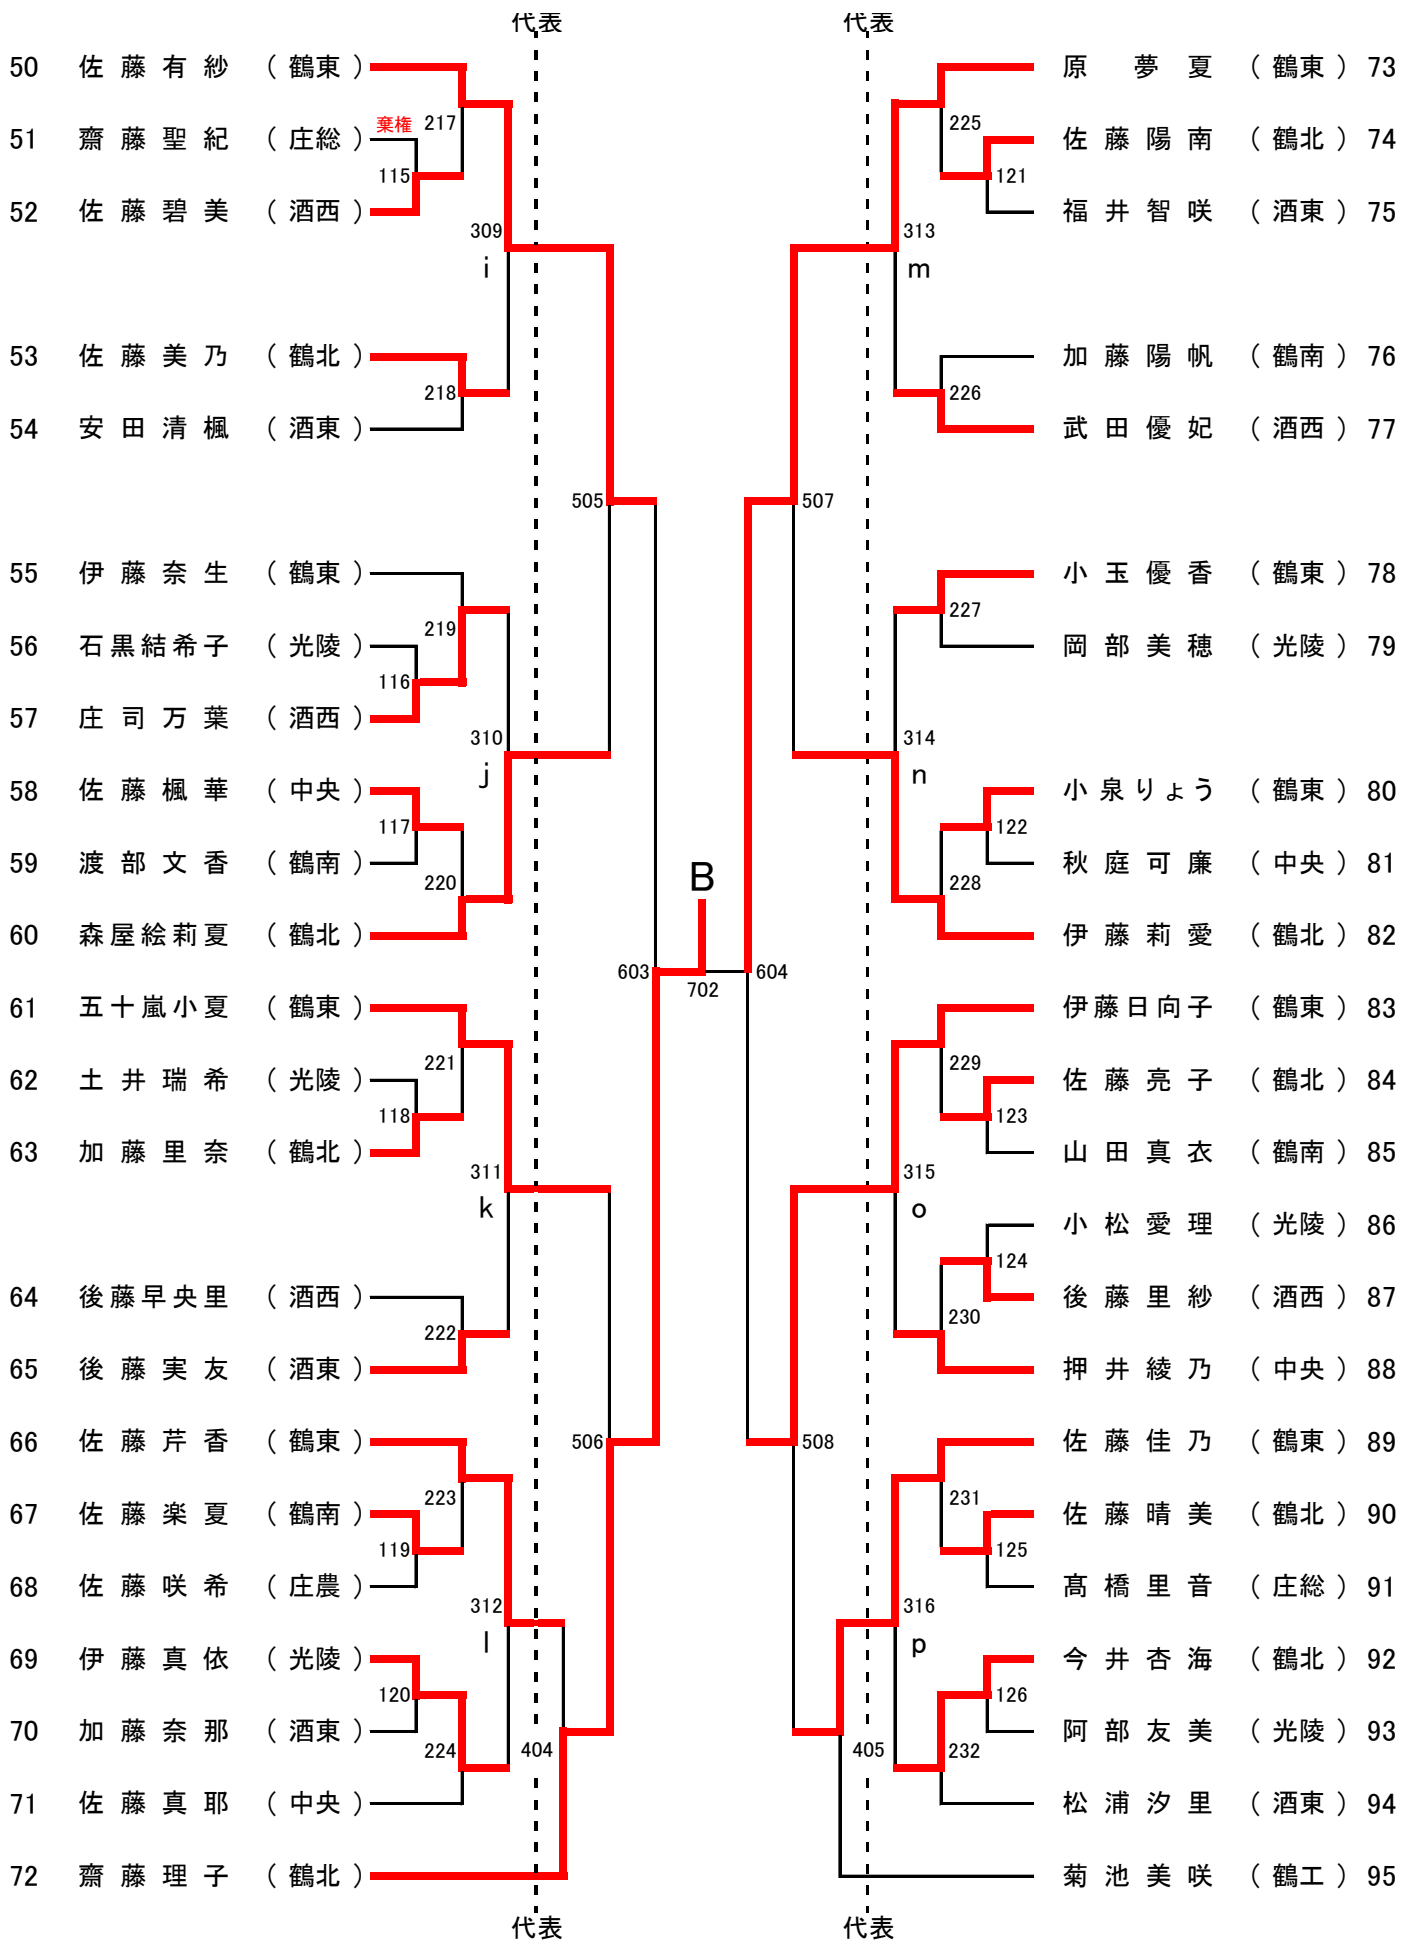 代表 代表
50 佐藤有紗 （鶴東） 原 夢夏 （鶴東） 73
217 225
51 齋藤聖紀 （庄総） 棄権 佐藤陽南 （鶴北） 74
115 121
52 佐藤碧美 （酒西） 福井智咲 （酒東） 75
309 313
i m
53 佐藤美乃 （鶴北） 加藤陽帆 （鶴南） 76
218 226
54 安田清楓 （酒東） 武田優妃 （酒西） 77
505 507
55 伊藤奈生 （鶴東） 小玉優香 （鶴東） 78
219 227
56 石黒結希子 （光陵） 岡部美穂 （光陵） 79
116
57 庄司万葉 （酒西）
310 314
j n
58 佐藤楓華 （中央） 小泉りょう （鶴東） 80
117 122
59 渡部文香 （鶴南） 秋庭可廉 （中央） 81
220 B 228
60 森屋絵莉夏 （鶴北） 伊藤莉愛 （鶴北） 82
603 702 604
61 五十嵐小夏 （鶴東） 伊藤日向子 （鶴東） 83
221 229
62 土井瑞希 （光陵） 佐藤亮子 （鶴北） 84
118 123
63 加藤里奈 （鶴北） 山田真衣 （鶴南） 85
311 315
k o
小松愛理 （光陵） 86
124
64 後藤早央里 （酒西） 後藤里紗 （酒西） 87
222 230
65 後藤実友 （酒東） 押井綾乃 （中央） 88
66 佐藤芹香 （鶴東） 506 508 佐藤佳乃 （鶴東） 89
223 231
67 佐藤楽夏 （鶴南） 佐藤晴美 （鶴北） 90
119 125
68 佐藤咲希 （庄農） 髙橋里音 （庄総） 91
312 316
l p
69 伊藤真依 （光陵） 今井杏海 （鶴北） 92
120 126
70 加藤奈那 （酒東） 阿部友美 （光陵） 93
224 404 405 232
71 佐藤真耶 （中央） 松浦汐里 （酒東） 94
72 齋藤理子 （鶴北） 菊池美咲 （鶴工） 95
代表 代表